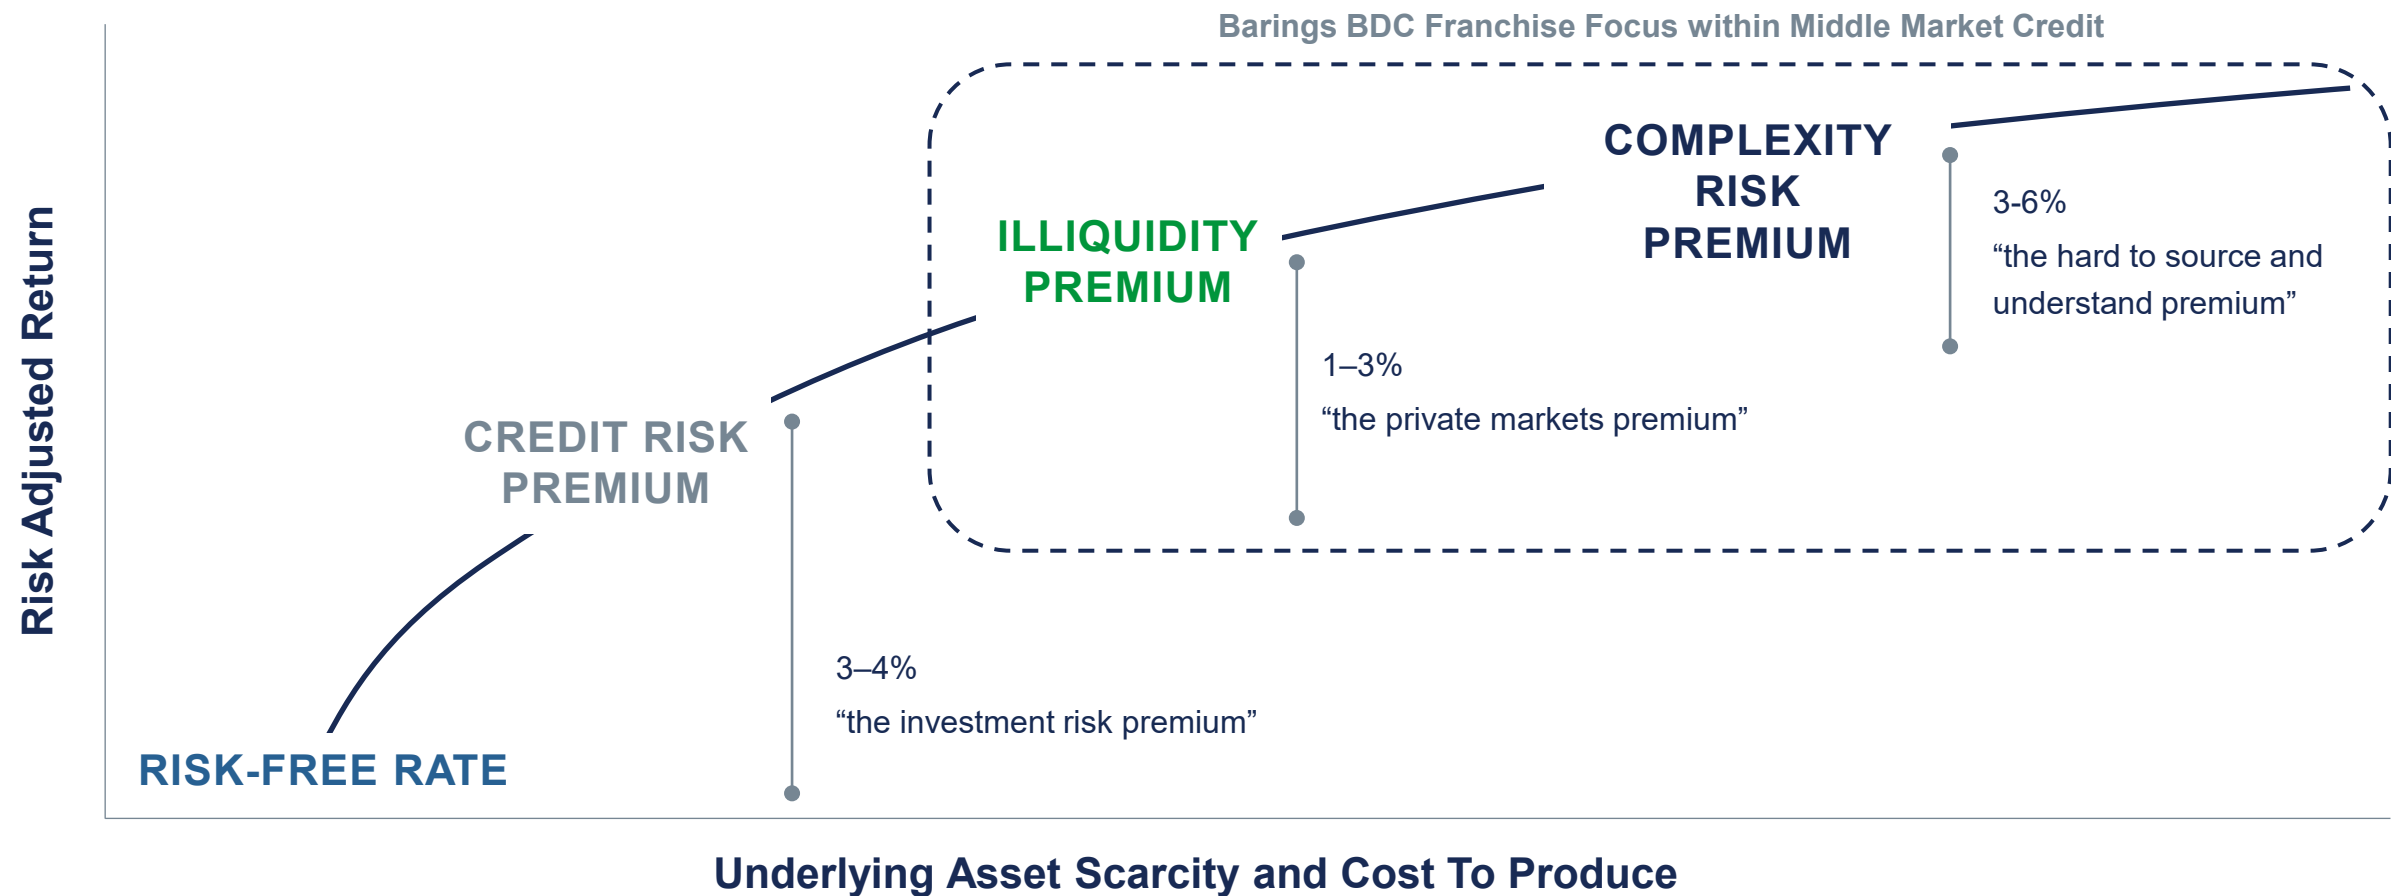 Barings BDC Franchise Focus within Middle Market Credit
COMPLEXITY
RISK
PREMIUM
3-6%
“the hard to source and
understand premium”
ILLIQUIDITY
PREMIUM
1–3%
“the private markets premium”
CREDIT RISK
PREMIUM
3–4%
“the investment risk premium”
RISK-FREE RATE
Risk Adjusted Return
Underlying Asset Scarcity and Cost To Produce